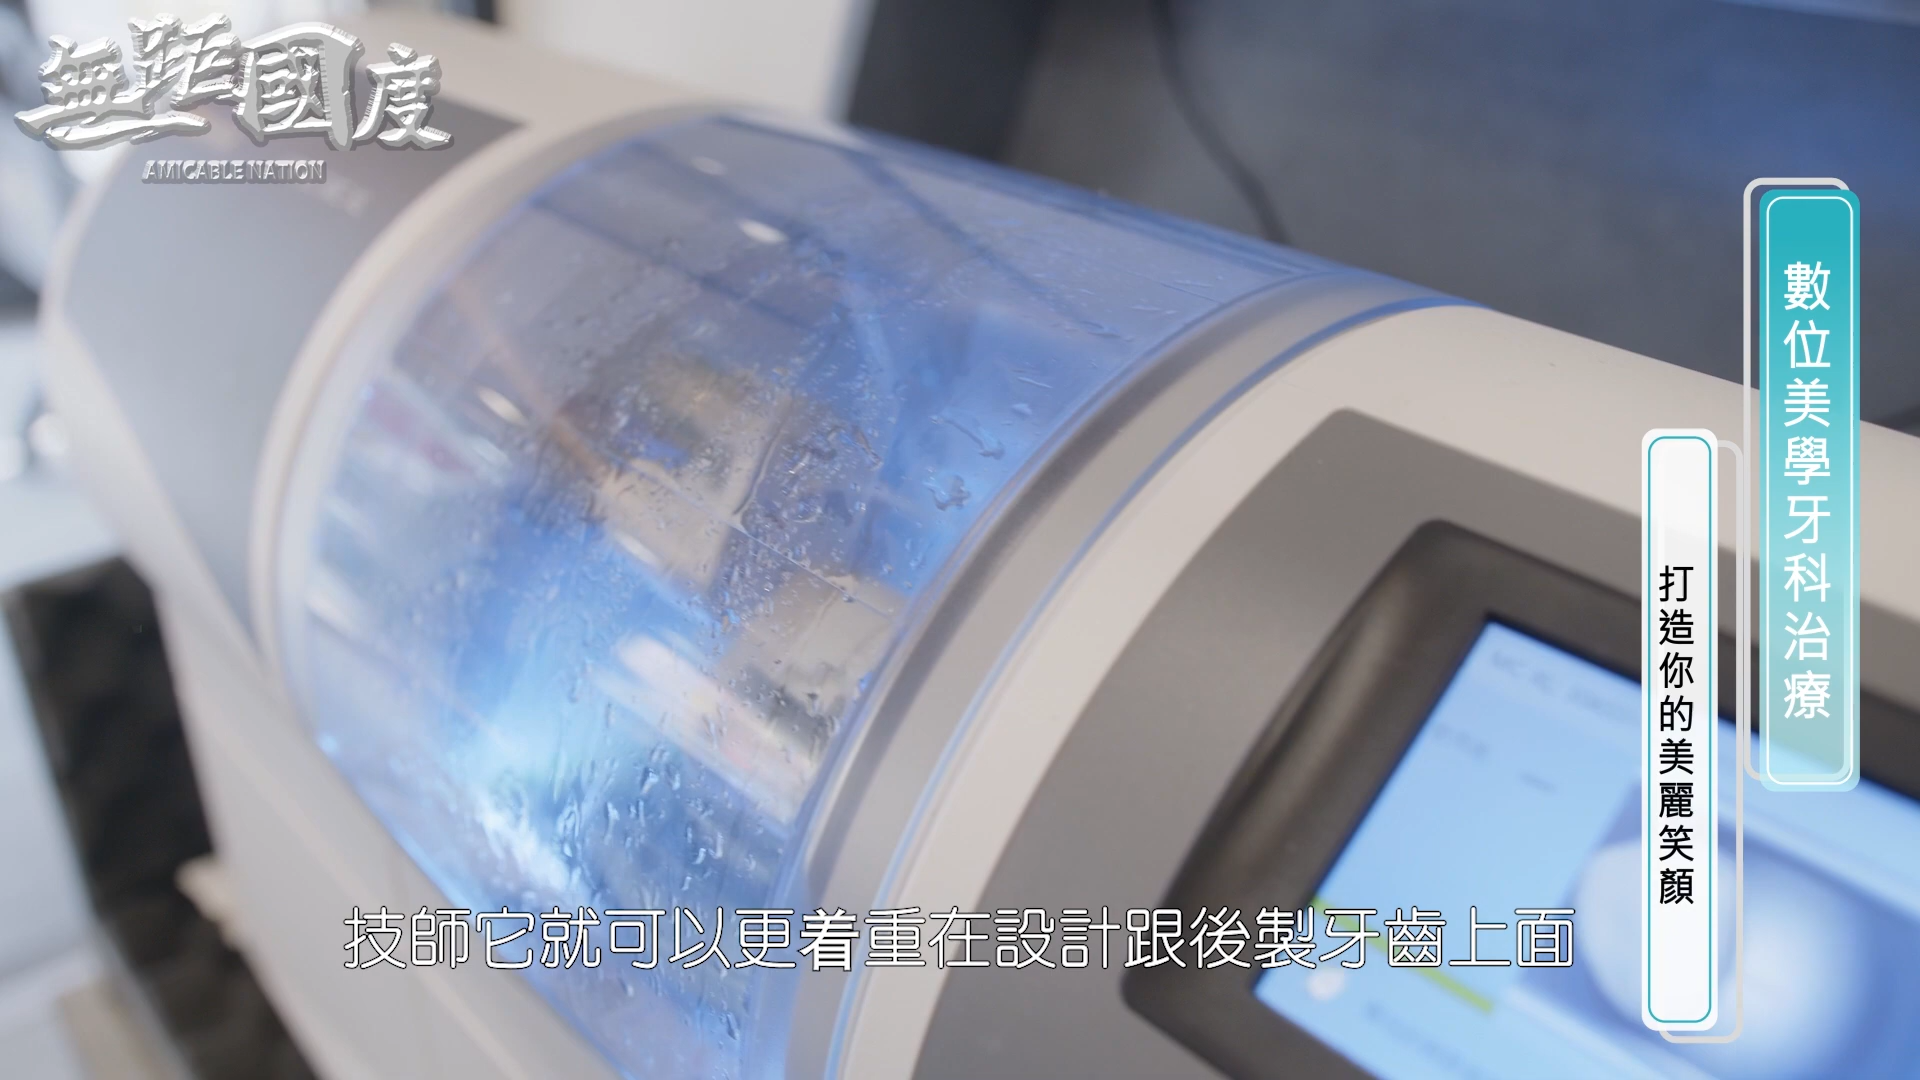 無距國度
AMICABLE NATION
數位美學牙科治療
打造你的美麗笑顏
技師它就可以更着重在設計跟後製牙齒上面